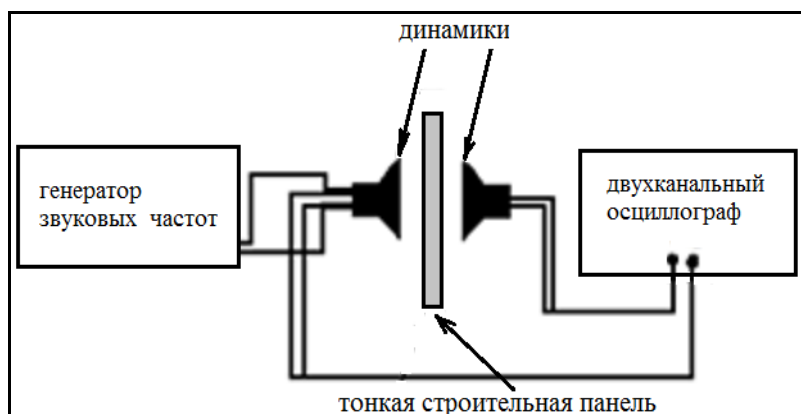 динамики
генератор
звуковых частот
двухканальный
осциллограф
тонкая строительная панель